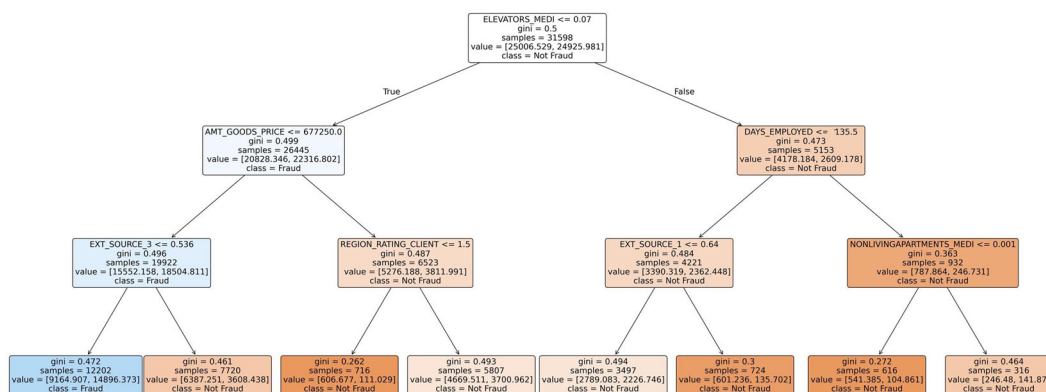 ELEVATORS_MEDI <= 0.07
gini = 0.5
samples = 31598
value = [25006.529, 24925.981]
class = Not Fraud
True
False
AMT_GOODS_PRICE <= 677250.0
gini = 0.499
samples = 26445
value = [20828.346, 22316.802]
class = Fraud
DAYS_EMPLOYED <= 135.5
gini = 0.473
samples = 5153
value = [4178.184, 2609.178]
class = Not Fraud
EXT_SOURCE_3 <= 0.536
gini = 0.496
samples = 19922
value = [15552.158, 18504.811]
class = Fraud
REGION_RATING_CLIENT <= 1.5
gini = 0.487
samples = 6523
value = [5276.188, 3811.991]
class = Not Fraud
EXT_SOURCE_1 <= 0.64
gini = 0.484
samples = 4221
value = [3390.319, 2362.448]
class = Not Fraud
NONLIVINGAPARTMENTS_MEDI <= 0.001
gini = 0.363
samples = 932
value = [787.864, 246.731]
class = Not Fraud
gini = 0.472
samples = 12202
value = [9164.907, 14896.373]
class = Fraud
gini = 0.461
samples = 7720
value = [6387.251, 3608.438]
class = Not Fraud
gini = 0.262
samples = 716
value = [606.677, 111.029]
class = Not Fraud
gini = 0.493
samples = 5807
value = [4669.511, 3700.962]
class = Not Fraud
gini = 0.494
samples = 3497
value = [2789.083, 2226.746]
class = Not Fraud
gini = 0.3
samples = 724
value = [601.236, 135.702]
class = Not Fraud
gini = 0.272
samples = 616
value = [541.385, 104.861]
class = Not Fraud
gini = 0.464
samples = 316
value = [246.48, 141.87
class = Not Fraud